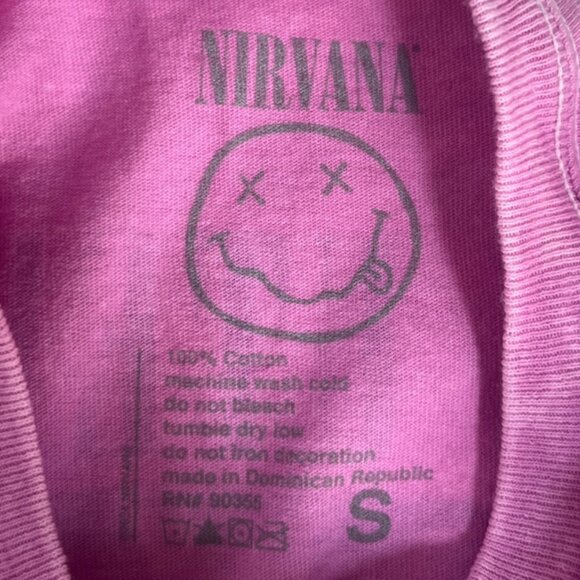 NIRVANA
100% Cotton
machine wash cold
do not bleach
tumble dry low
do not iron decoration
made in Dominican Republic
RN# 90355
S